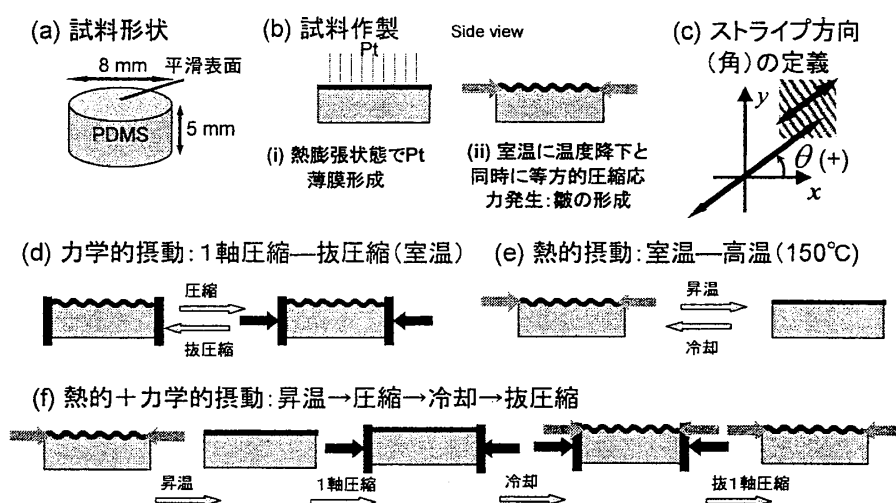 (a) 試料形状
8 mm
平滑表面
PDMS
5 mm
(b) 試料作製
Side view
Pt
(i) 熱膨張状態でPt
薄膜形成
(ii) 室温に温度降下と
同時に等方的圧縮応
力発生:皺の形成
(c) ストライプ方向
(角)の定義
y
θ (+)
x
(d) 力学的摂動:1軸圧縮―抜圧縮(室温)
圧縮
抜圧縮
(e) 熱的摂動:室温―高温(150℃)
昇温
冷却
(f) 熱的+力学的摂動:昇温→圧縮→冷却→抜圧縮
昇温
1軸圧縮
冷却
抜1軸圧縮